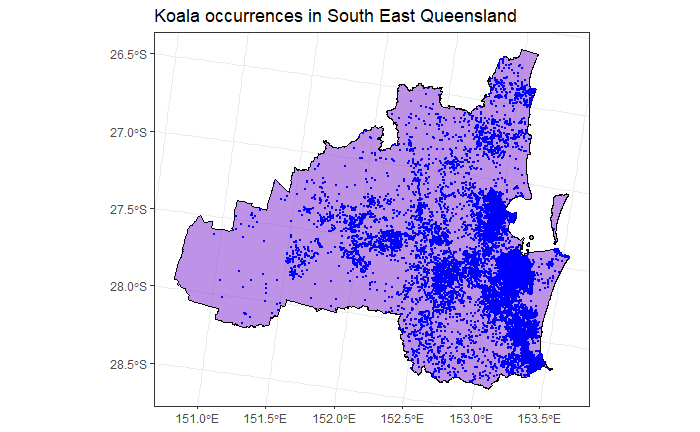 Koala occurrences in South East Queensland
26.5°S
27.0°S
27.5°S
28.0°S
28.5°S
151.0°E 151.5°E 152.0°E 152.5°E 153.0°E 153.5°E